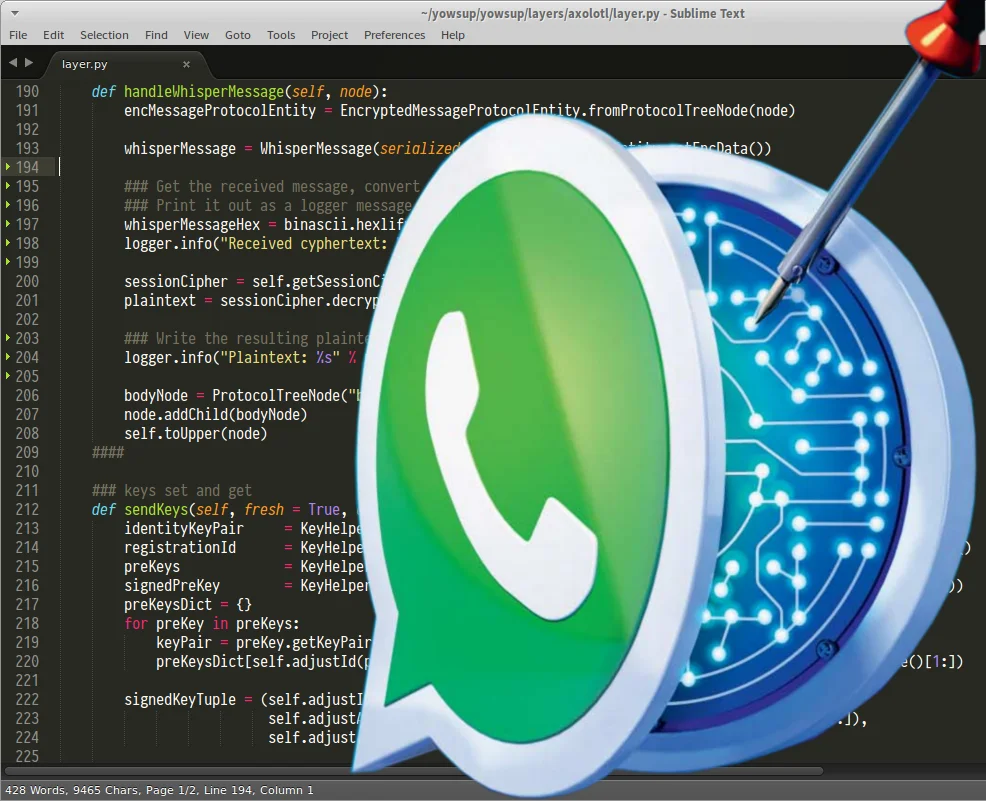 ~/yowsup/yowsup/layers/axolotl/layer.py - Sublime Text
File Edit Selection Find View Goto Tools Project Preferences Help
layer.py ×
190 def handleWhisperMessage(self, node):
191 encMessageProtocolEntity = EncryptedMessageProtocolEntity.fromProtocolTreeNode(node)
192
193 whisperMessage = WhisperMessage(serialized EncData())
194
195 ### Get the received message, convert
196 ### Print it out as a logger message
197 whisperMessageHex = binascii.hexlif
198 logger.info("Received cyphertext:
199
200 sessionCipher = self.getSessionCi
201 plaintext = sessionCipher.decryp
202
203 ### Write the resulting plainte
204 logger.info("Plaintext: %s" %
205
206 bodyNode = ProtocolTreeNode("b
207 node.addChild(bodyNode)
208 self.toUpper(node)
209 ####
210
211 ### keys set and get
212 def sendKeys(self, fresh = True,
213 identityKeyPair = KeyHelpe
214 registrationId = KeyHelpe )
215 preKeys = KeyHelpe
216 signedPreKey = KeyHelper ))
217 preKeysDict = {}
218 for preKey in preKeys:
219 keyPair = preKey.getKeyPair
220 preKeysDict[self.adjustId(p e()[1:])
221
222 signedKeyTuple = (self.adjustI
223 self.adjustA :]),
224 self.adjust
225
428 Words, 9465 Chars, Page 1/2, Line 194, Column 1